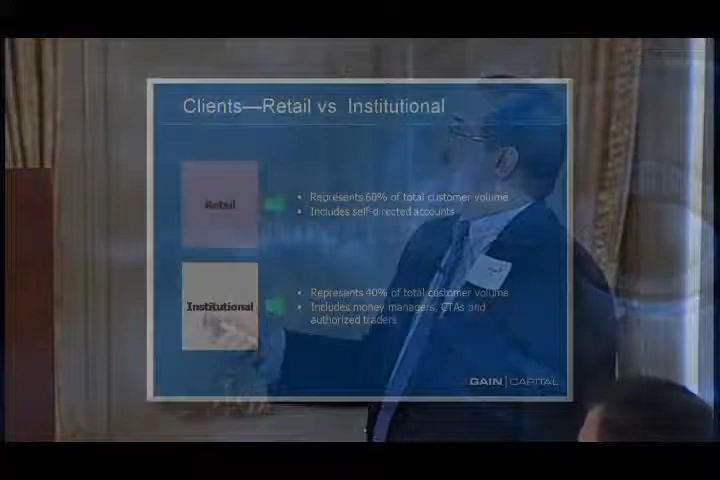 Clients—Retail vs Institutional
Retail
Represents 60% of total customer volume
Includes self-directed accounts
Institutional
Represents 40% of total customer volume
Includes money managers, CTAs and
authorized traders
GAIN CAPITAL